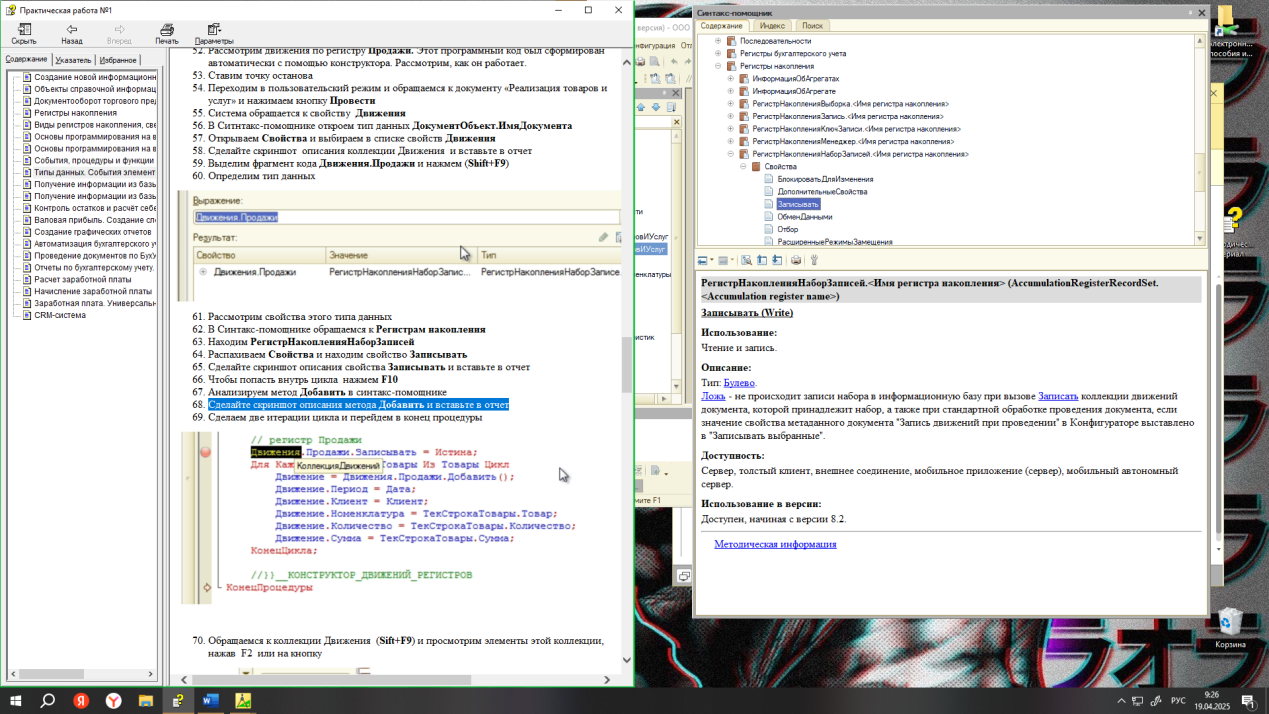 Практическая работа №1
Скрыть
Назад
Вперед
Печать
Параметры
Содержание
Указатель
Избранное
Создание новой информационн
Объекты справочной информац
Документооборот торгового пред
Регистры накопления
Виды регистров накопления, све
Основы программирования на в
Основы программирования на в
События, процедуры и функции
Типы данных. События элемент
Получение информации из базы
Получение информации из базы
Контроль остатков и расчёт себе
Валовая прибыль. Создание сло
Создание графических отчетов
Автоматизация бухгалтерского у
Проведение документов по БухУ
Отчеты по бухгалтерскому учету.
Расчет заработной платы
Начисление заработной платы
Заработная плата. Универсальн
CRM-система
52. Рассмотрим движения по регистру Продажи. Этот программный код был сформирован
автоматически с помощью конструктора. Рассмотрим, как он работает.
53. Ставим точку останова
54. Переходим в пользовательский режим и обращаемся к документу «Реализация товаров и
услуг» и нажимаем кнопку Провести
55. Система обращается к свойству Движения
56. В Ситнтакс-помощнике откроем тип данных ДокументОбъект.ИмяДокумента
57. Открываем Свойства и выбираем в списке свойств Движения
58. Сделайте скриншот описания коллекции Движения и вставьте в отчет
59. Выделим фрагмент кода Движения.Продажи и нажмем (Shift+F9)
60. Определим тип данных
Выражение:
Движения.Продажи
Результат:
Свойство
Значение
Тип
Движения.Продажи
РегистрНакопленияНаборЗапис...
РегистрНакопленияНаборЗаписе.
61. Рассмотрим свойства этого типа данных
62. В Синтакс-помощнике обращаемся к Регистрам накопления
63. Находим РегистрНакопленияНаборЗаписей
64. Распахиваем Свойства и находим свойство Записывать
65. Сделайте скриншот описания свойства Записывать и вставьте в отчет
66. Чтобы попасть внутрь цикла нажмем F10
67. Анализируем метод Добавить в синтакс-помощнике
68. Сделайте скриншот описания метода Добавить и вставьте в отчет
69. Сделаем две итерации цикла и перейдем в конец процедуры
// регистр Продажи
Движения.Продажи.Записывать = Истина;
Для Каж КоллекцияДвижений Товары Из Товары Цикл
Движение = Движения.Продажи.Добавить();
Движение.Период = Дата;
Движение.Клиент = Клиент;
Движение.Номенклатура = ТекСтрокаТовары.Товар;
Движение.Количество = ТекСтрокаТовары.Количество;
Движение.Сумма = ТекСтрокаТовары.Сумма;
КонецЦикла;
//}}__КОНСТРУКТОР_ДВИЖЕНИЙ_РЕГИСТРОВ
КонецПроцедуры
70. Обращаемся к коллекции Движения (Sift+F9) и просмотрим элементы этой коллекции,
нажав F2 или на кнопку
версия) - ООО
нфигурация
мите F1
Синтакс-помощник
Содержание
Индекс
Поиск
Последовательности
Регистры бухгалтерского учета
Регистры накопления
ИнформацияОбАгрегатах
ИнформацияОбАгрегате
РегистрНакопленияВыборка.<Имя регистра накопления>
РегистрНакопленияЗапись.<Имя регистра накопления>
РегистрНакопленияКлючЗаписи.<Имя регистра накопления>
РегистрНакопленияМенеджер.<Имя регистра накопления>
РегистрНакопленияНаборЗаписей.<Имя регистра накопления>
Свойства
БлокироватьДляИзменения
ДополнительныеСвойства
Записывать
ОбменДанными
Отбор
РасширенныеРежимыЗамещения
РегистрНакопленияНаборЗаписей.<Имя регистра накопления> (AccumulationRegisterRecordSet.
<Accumulation register name>)
Записывать (Write)
Использование:
Чтение и запись.
Описание:
Тип: Булево.
Ложь - не происходит записи набора в информационную базу при вызове Записать коллекции движений
документа, которой принадлежит набор, а также при стандартной обработке проведения документа, если
значение свойства метаданного документа "Запись движений при проведении" в Конфигураторе выставлено
в "Записывать выбранные".
Доступность:
Сервер, толстый клиент, внешнее соединение, мобильное приложение (сервер), мобильный автономный
сервер.
Использование в версии:
Доступен, начиная с версии 8.2.
Методическая информация
Корзина
РУС
9:26
19.04.2025